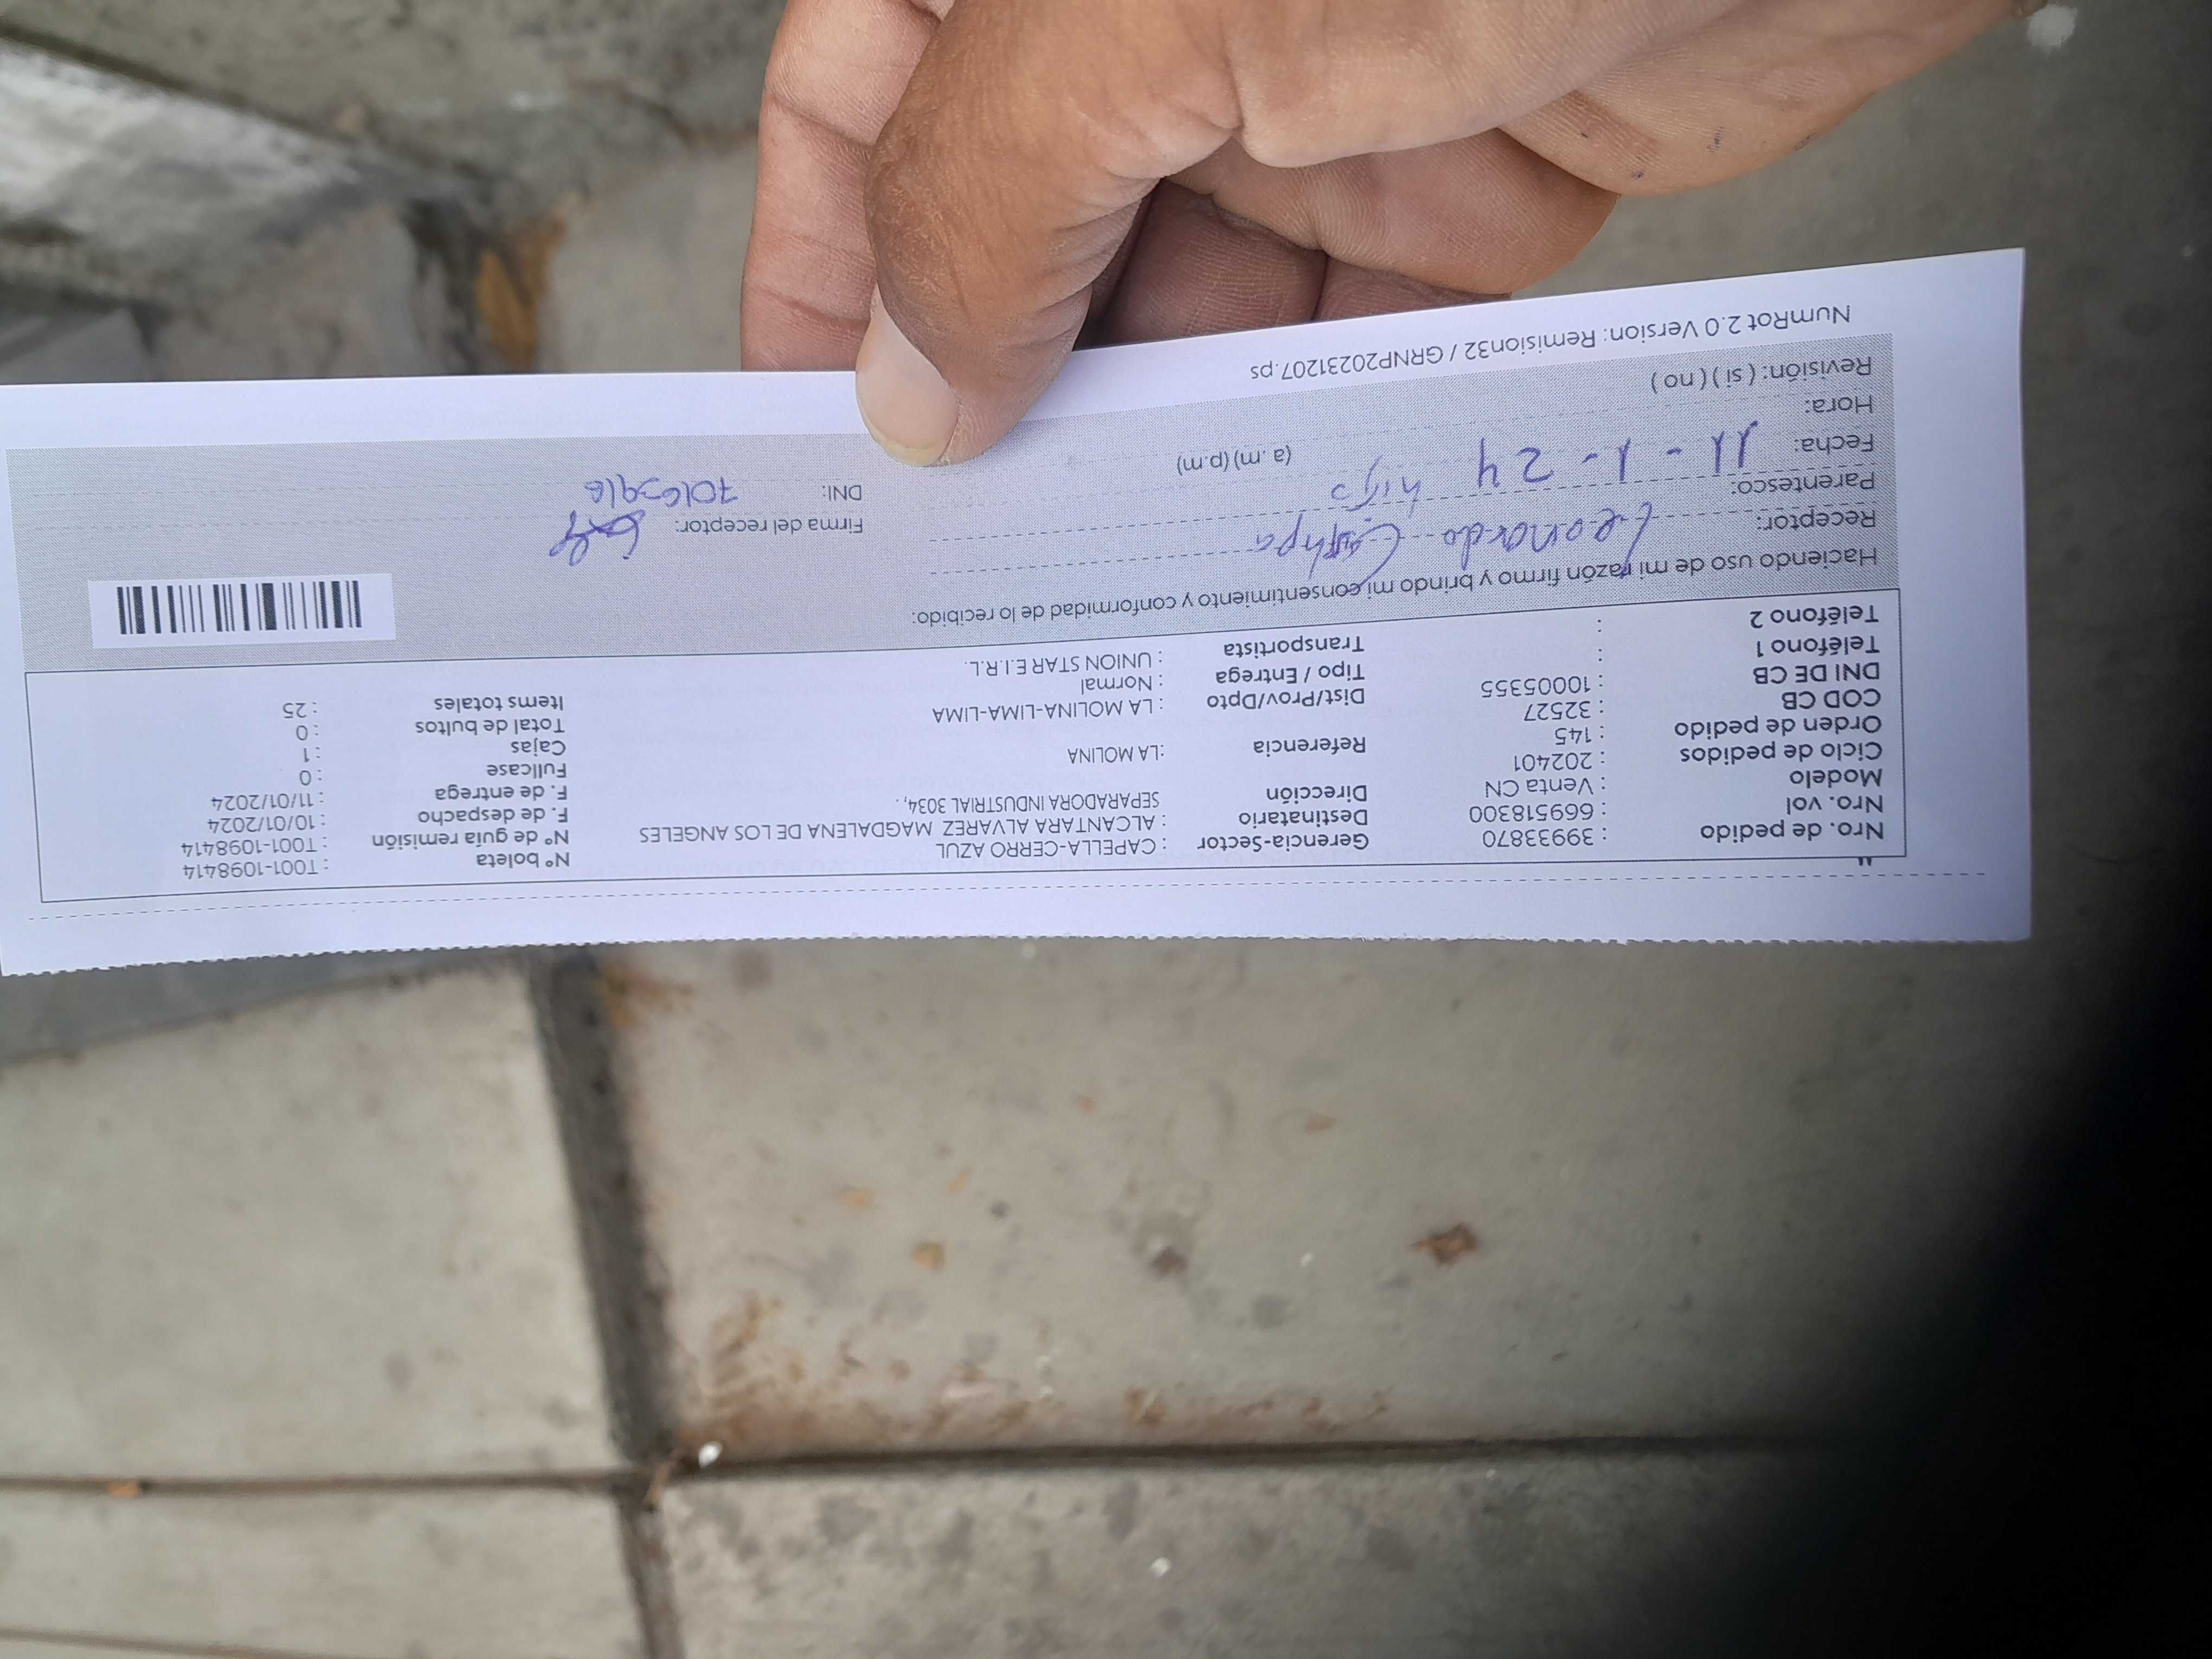 Nro. de pedido : 39933870 Gerencia-Sector : CAPELLA-CERRO AZUL Nº boleta : T001-1098414
Nro. vol : 669518300 Destinatario : ALCANTARA ALVAREZ MAGDALENA DE LOS ANGELES Nº de guia remisión : T001-1098414
Modelo : Venta CN Dirección SEPARADORA INDUSTRIAL 3034, . F. de despacho : 10/01/2024
Ciclo de pedidos : 202401 F. de entrega : 11/01/2024
Orden de pedido : 145 Referencia :LA MOLINA Fullcase : 0
COD CB : 32527 Cajas : 1
DNI DE CB : 10005355 Dist/Prov/Dpto : LA MOLINA-LIMA-LIMA Total de bultos : 0
Teléfono 1 : Tipo / Entrega : Normal Items totales : 25
Teléfono 2 : Transportista : UNION STAR E.I.R.L.
Haciendo uso de mi razón firmo y brindo mi consentimiento y conformidad de lo recibido:
Receptor: Leonardo Firma del receptor:
Parentesco: hijo DNI:
Fecha: 11-1-24
Hora: (a.m) (p.m)
Revisión: ( si ) ( no )
NumRot 2.0 Version: Remision32 / GRNP20231207.ps